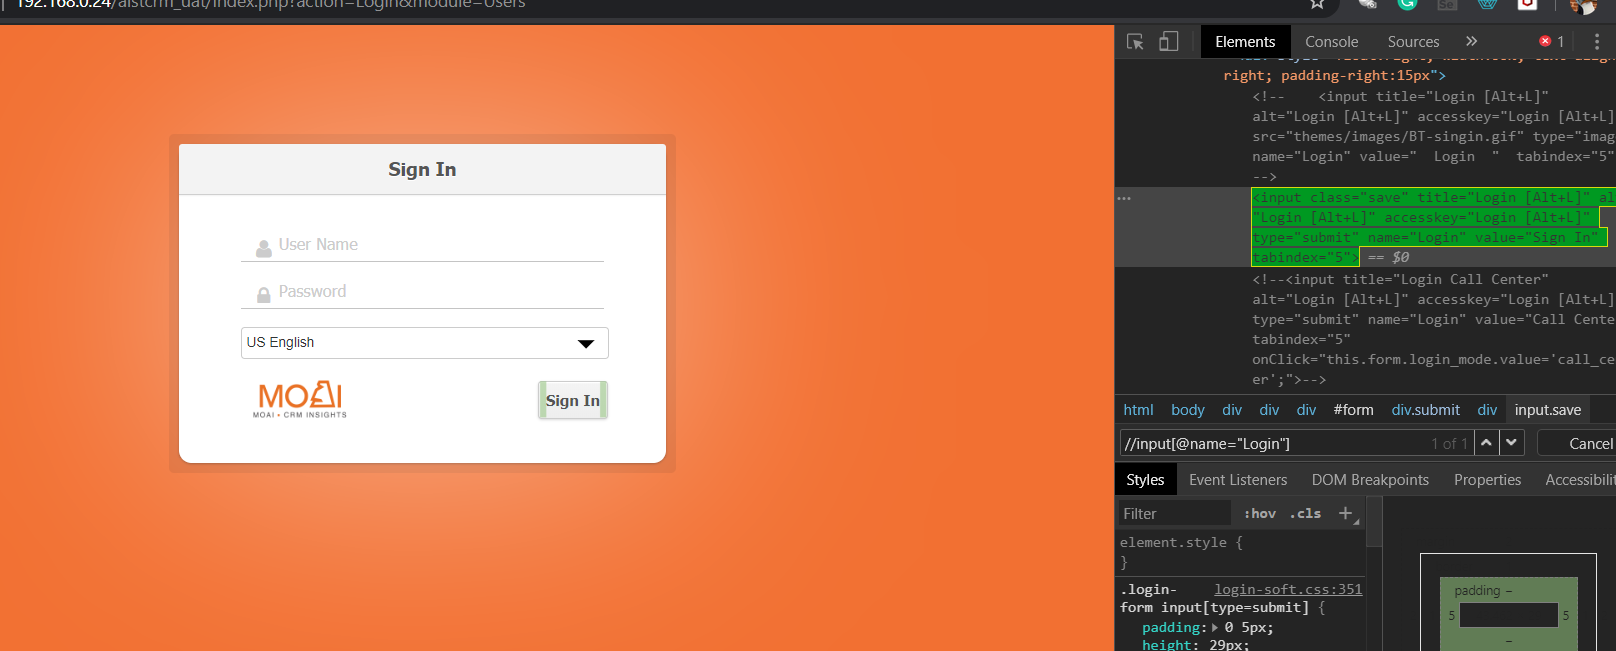 192.168.0.24/aistcrm_uat/index.php?action=Login&module=Users
Sign In
User Name
Password
US English
MOAI
MOAI • CRM INSIGHTS
Sign In
Elements
Console
Sources
»
1
right; padding-right:15px">
<!-- <input title="Login [Alt+L]"
alt="Login [Alt+L]" accesskey="Login [Alt+L]
src="themes/images/BT-singin.gif" type="imag
name="Login" value=" Login " tabindex="5"
-->
<input class="save" title="Login [Alt+L]" al
"Login [Alt+L]" accesskey="Login [Alt+L]"
type="submit" name="Login" value="Sign In"
tabindex="5"> == $0
<!--<input title="Login Call Center"
alt="Login [Alt+L]" accesskey="Login [Alt+L]
type="submit" name="Login" value="Call Cente
tabindex="5"
onClick="this.form.login_mode.value='call_ce
er';">-->
html body div div div #form div.submit div input.save
//input[@name="Login"]
1 of 1
Cancel
Styles
Event Listeners
DOM Breakpoints
Properties
Accessibilit
Filter
:hov .cls +
element.style {
}
.login-
login-soft.css:351
form input[type=submit] {
padding: 0 5px;
height: 29px;
padding –
5
5
–